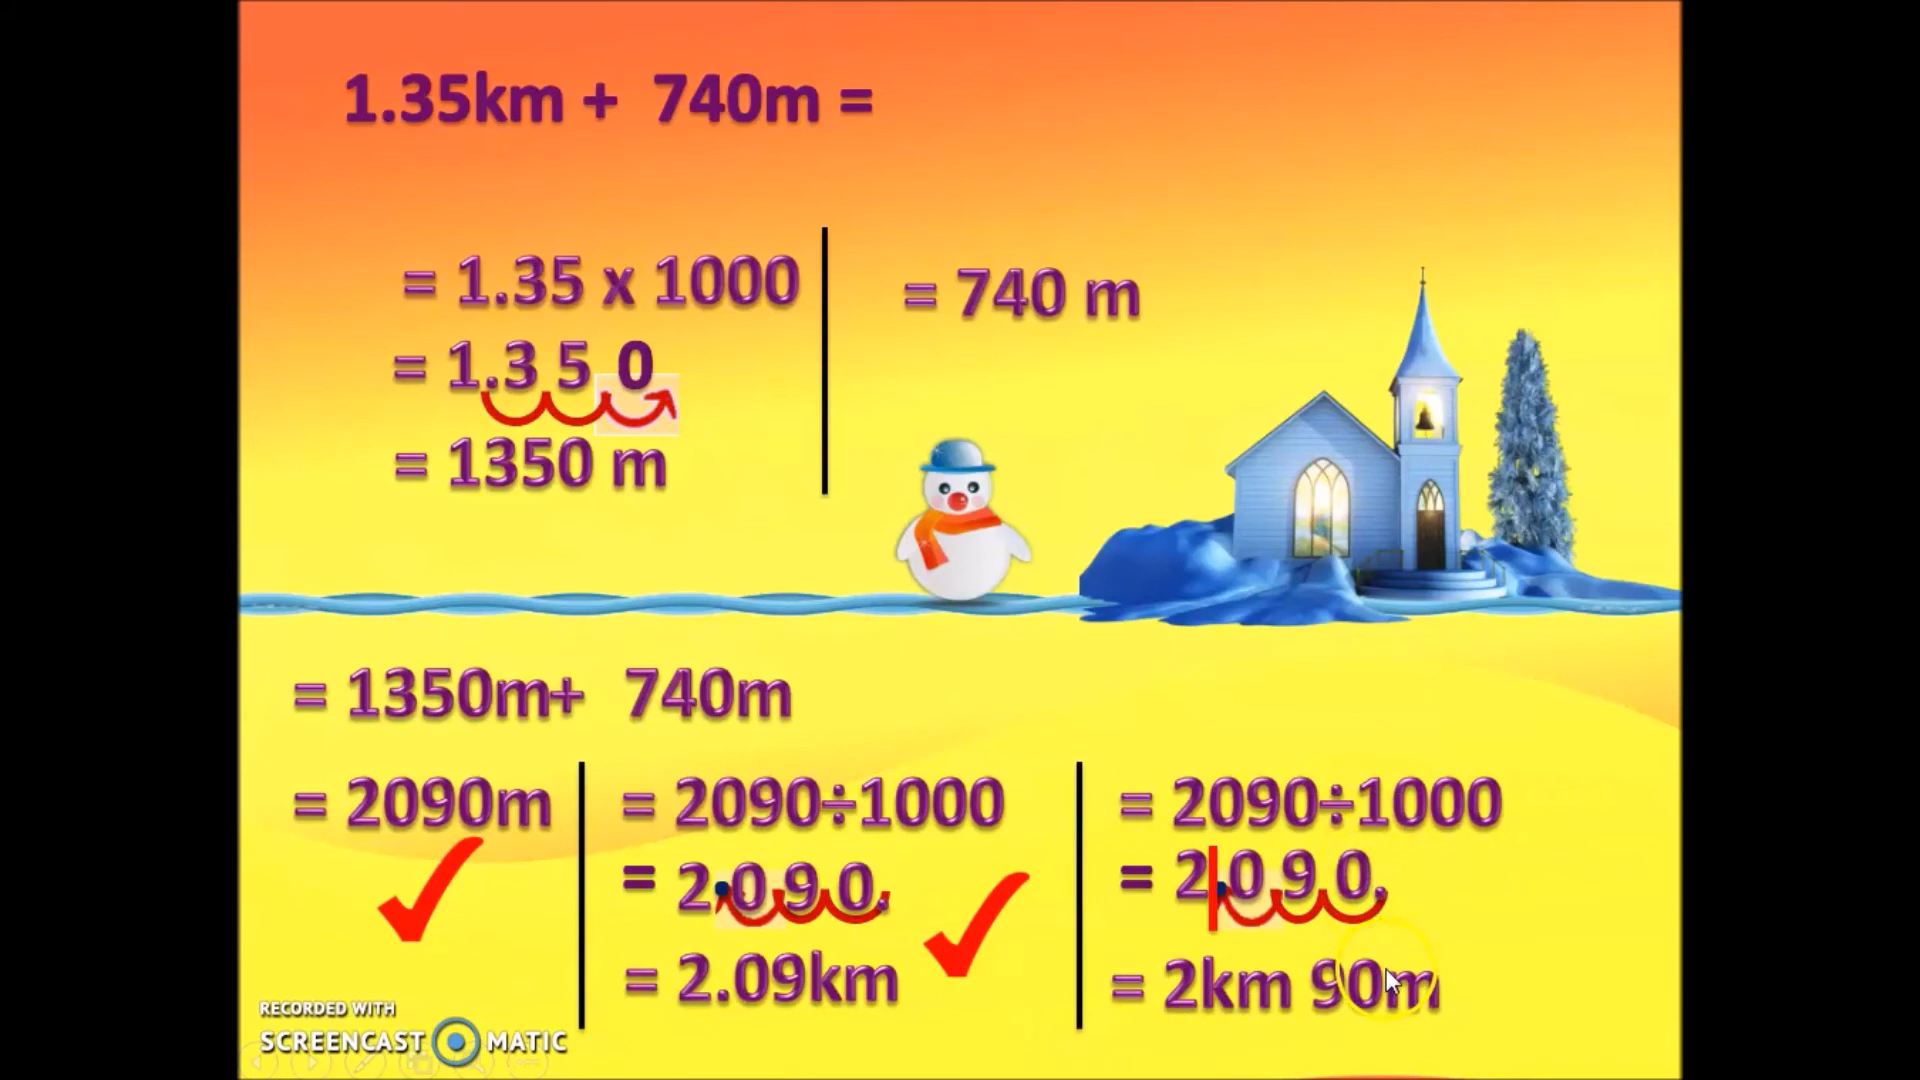 1.35km + 740m =
= 1.35 x 1000
= 1.3 5 0
= 1350 m
= 740 m
= 1350m+ 740m
= 2090m
= 2090÷1000
= 2.0 9 0.
= 2.09km
= 2090÷1000
= 2.0 9 0.
= 2km 90m
RECORDED WITH
SCREENCAST MATIC